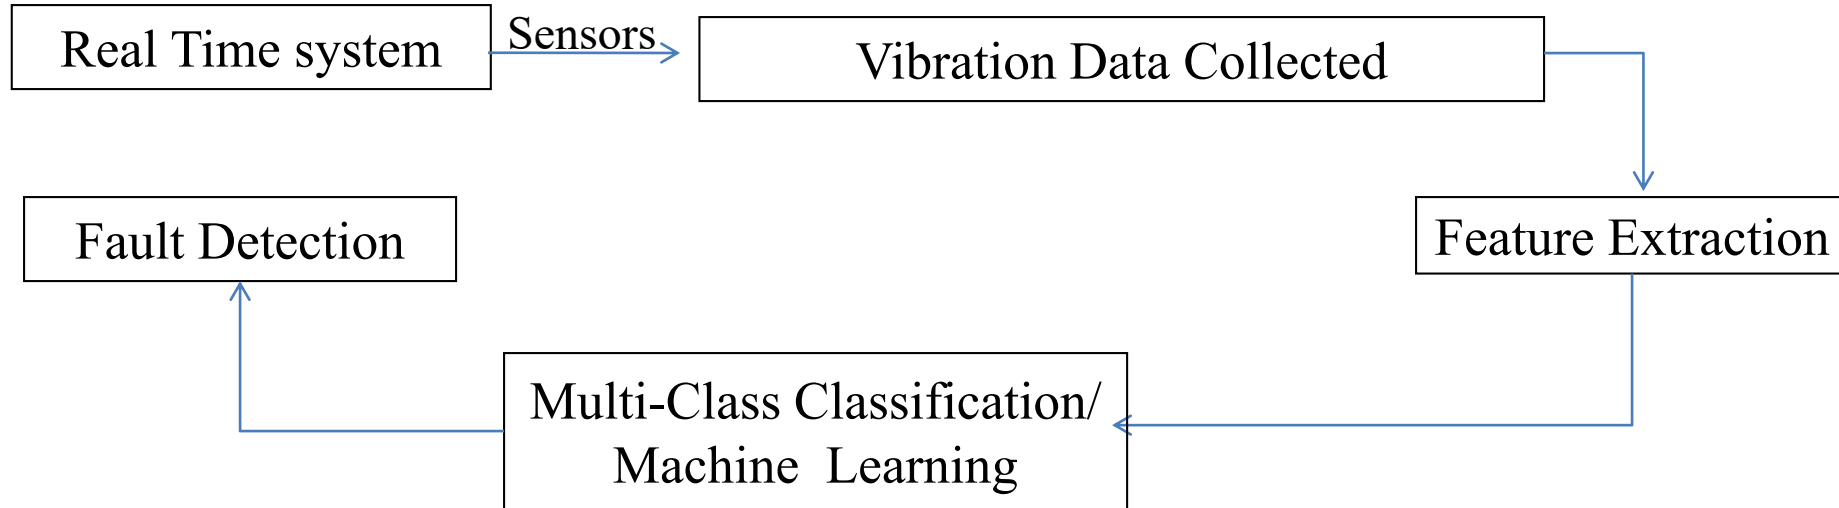 Real Time system
Sensors
Vibration Data Collected
Fault Detection
Feature Extraction
Multi-Class Classification/
Machine  Learning